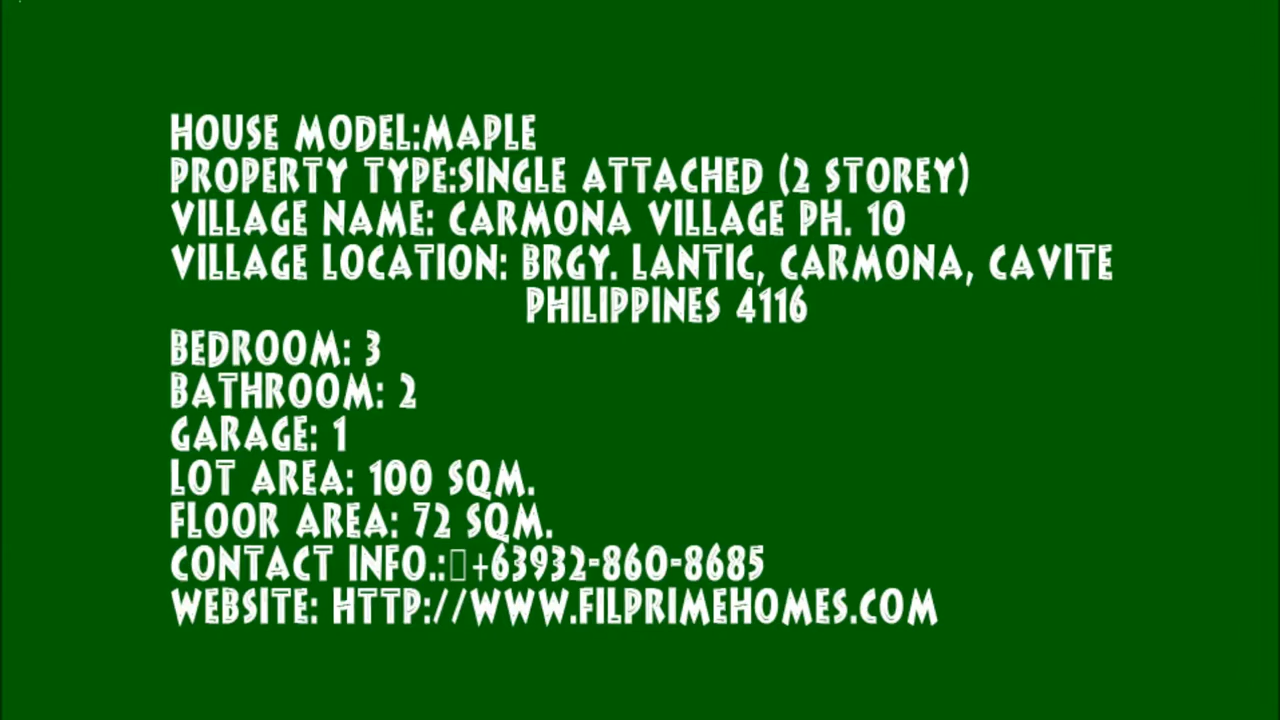 HOUSE MODEL:MAPLE
PROPERTY TYPE:SINGLE ATTACHED (2 STOREY)
VILLAGE NAME: CARMONA VILLAGE PH. 10
VILLAGE LOCATION: BRGY. LANTIC, CARMONA, CAVITE
PHILIPPINES 4116
BEDROOM: 3
BATHROOM: 2
GARAGE: 1
LOT AREA: 100 SQM.
FLOOR AREA: 72 SQM.
CONTACT INFO.:▯+63932-860-8685
WEBSITE: HTTP://WWW.FILPRIMEHOMES.COM